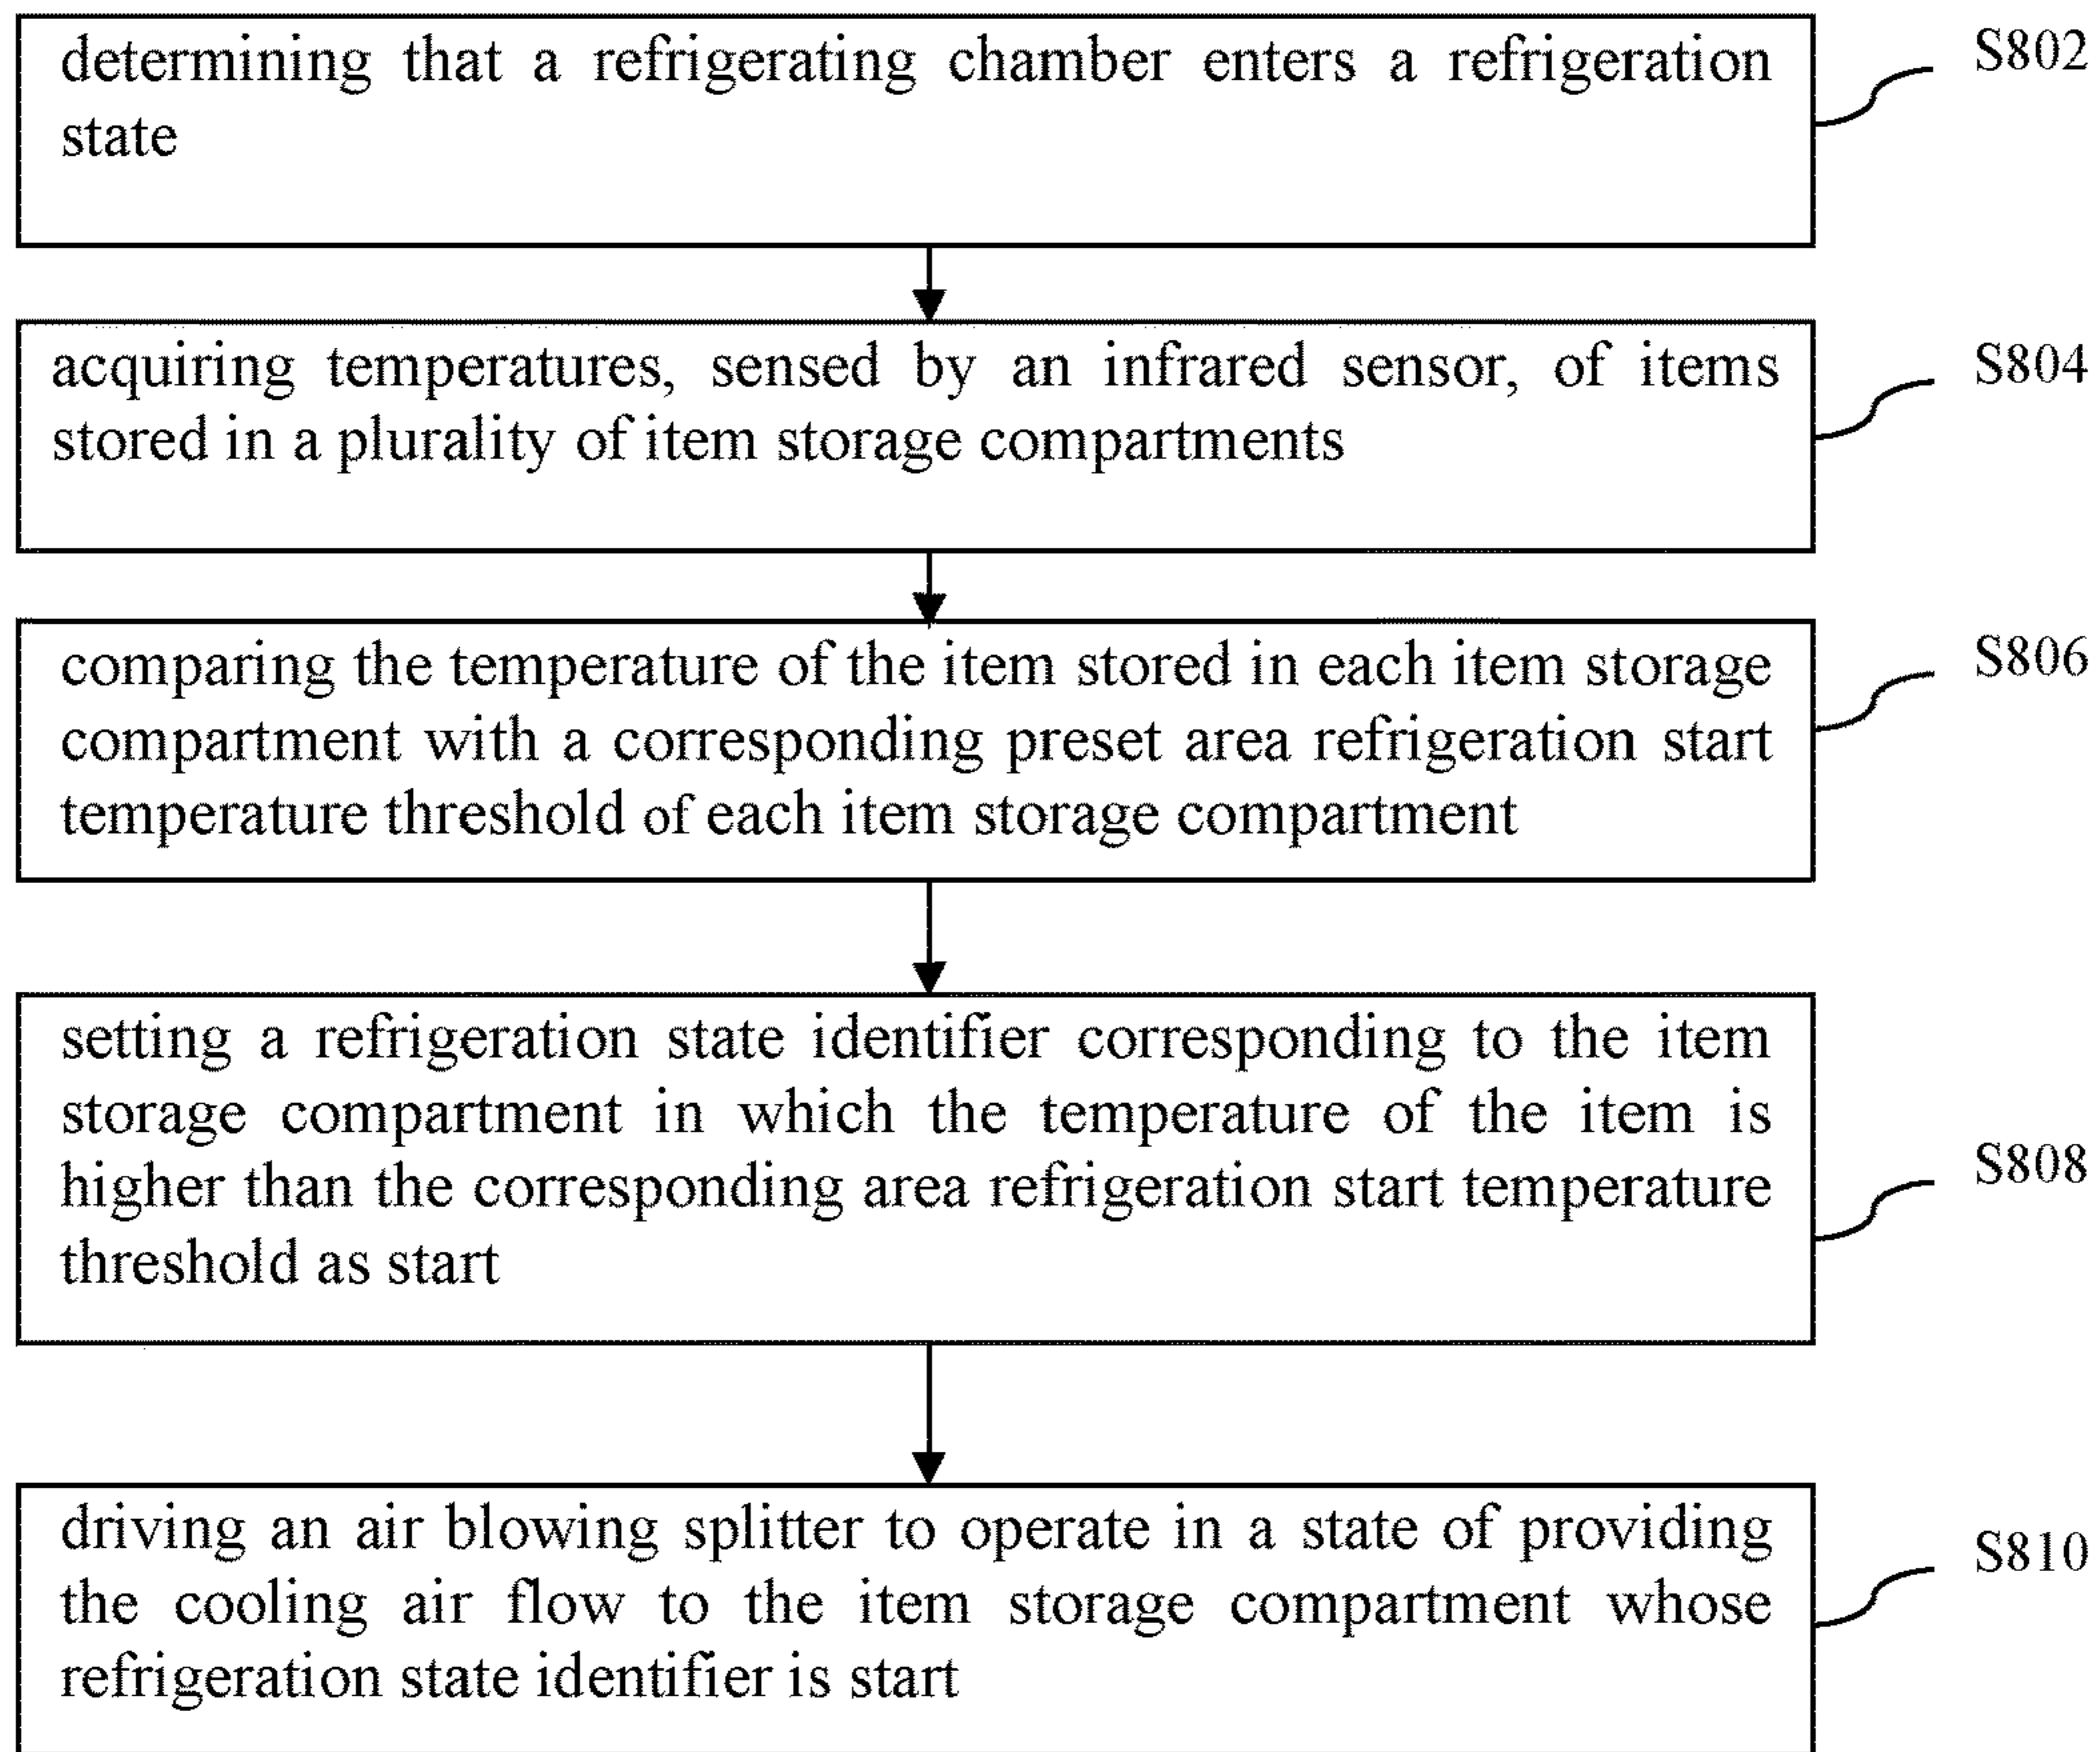 determining that a refrigerating chamber enters a refrigeration
state
S802
acquiring temperatures, sensed by an infrared sensor, of items
stored in a plurality of item storage compartments
S804
comparing the temperature of the item stored in each item storage
compartment with a corresponding preset area refrigeration start
temperature threshold of each item storage compartment
S806
setting a refrigeration state identifier corresponding to the item
storage compartment in which the temperature of the item is
higher than the corresponding area refrigeration start temperature
threshold as start
S808
driving an air blowing splitter to operate in a state of providing
the cooling air flow to the item storage compartment whose
refrigeration state identifier is start
S810